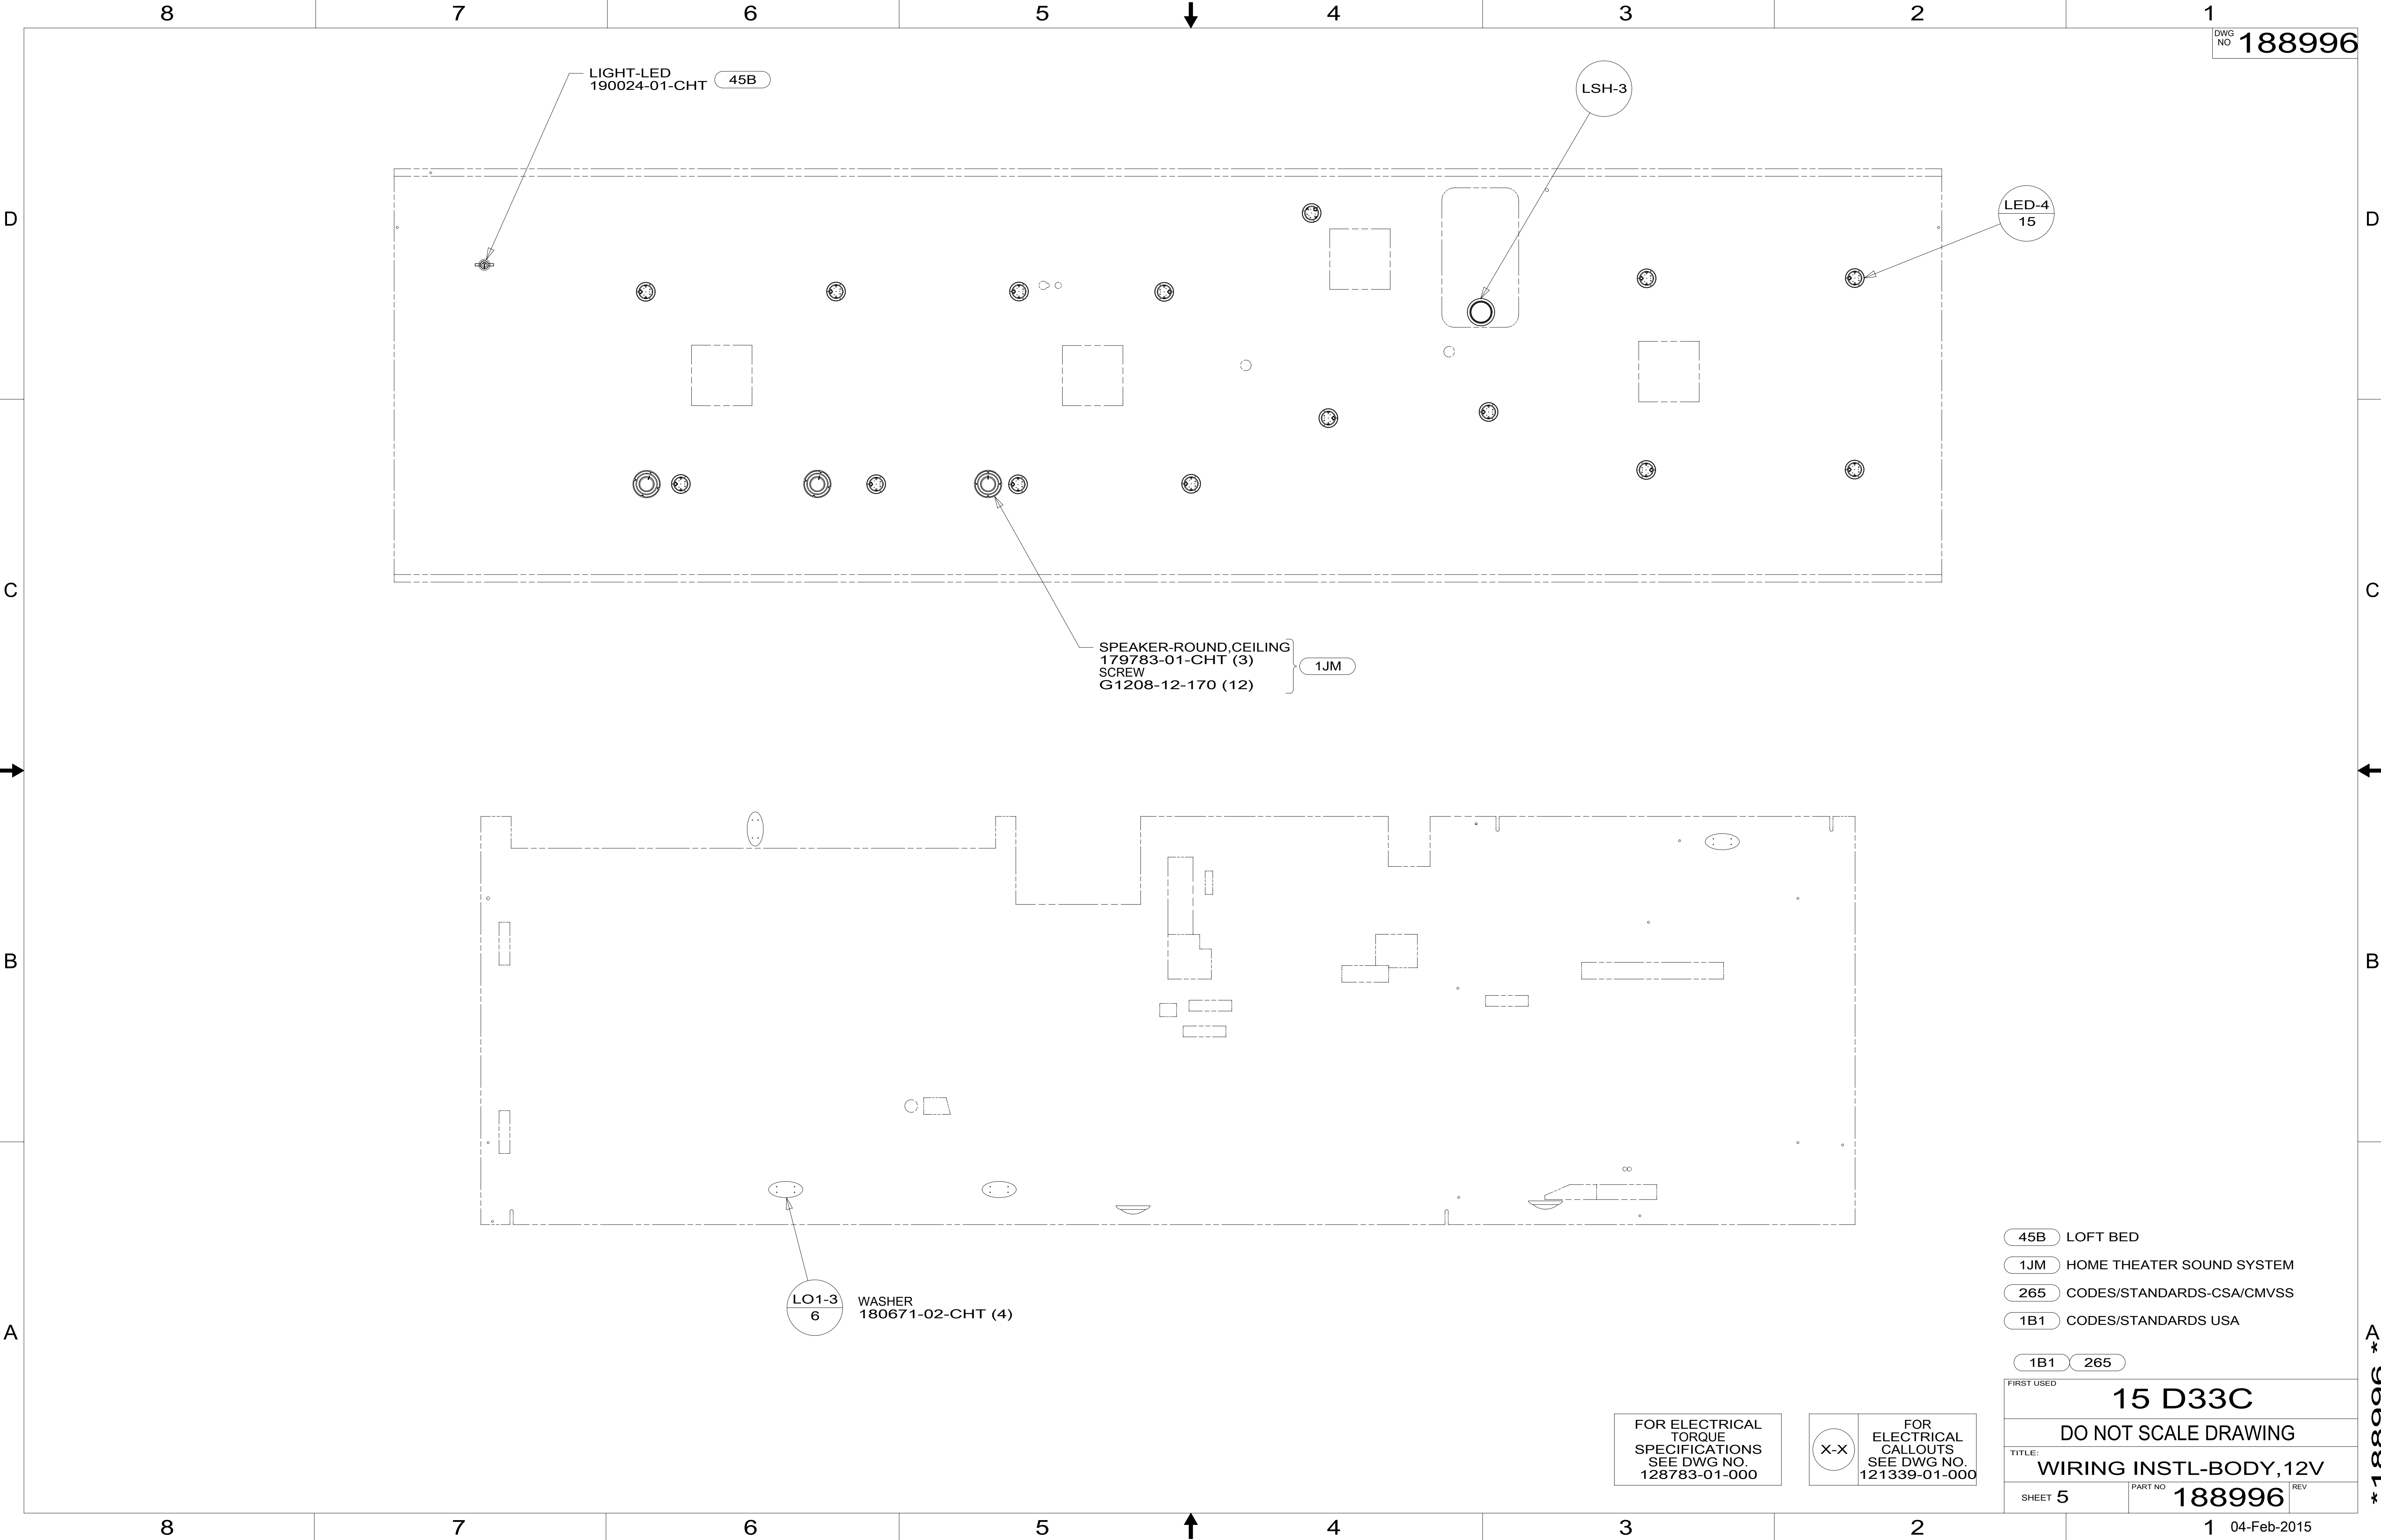 8 7 6 5 4 3 2 1
DWG NO 188996
LIGHT-LED
190024-01-CHT 45B
LSH-3
D
LED-4
15
D
C
C
SPEAKER-ROUND,CEILING
179783-01-CHT (3)
SCREW
G1208-12-170 (12)
1JM
B
B
LO1-3
6
WASHER
180671-02-CHT (4)
A
A
45B LOFT BED
1JM HOME THEATER SOUND SYSTEM
265 CODES/STANDARDS-CSA/CMVSS
1B1 CODES/STANDARDS USA
1B1 265
FOR ELECTRICAL
TORQUE
SPECIFICATIONS
SEE DWG NO.
128783-01-000
X-X
FOR
ELECTRICAL
CALLOUTS
SEE DWG NO.
121339-01-000
FIRST USED
15 D33C
DO NOT SCALE DRAWING
TITLE:
WIRING INSTL-BODY,12V
SHEET 5
PART NO 188996
REV
*188996*
8 7 6 5 4 3 2 1
04-Feb-2015